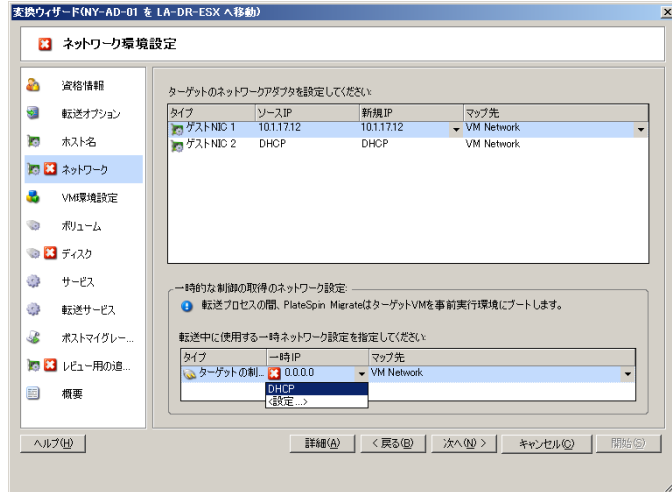 変換ウィザード(NY-AD-01 を LA-DR-ESX へ移動)
ネットワーク環境設定
資格情報
転送オプション
ホスト名
ネットワーク
VM環境設定
ボリューム
ディスク
サービス
転送サービス
ポストマイグレー...
レビュー用の追...
概要
ターゲットのネットワークアダプタを設定してください:
タイプ ソースIP 新規IP マップ先
ゲストNIC 1 10.1.17.12 10.1.17.12 VM Network
ゲストNIC 2 DHCP DHCP VM Network
一時的な制御の取得のネットワーク設定:
転送プロセスの間、PlateSpin MigrateはターゲットVMを事前実行環境にブートします。
転送中に使用する一時ネットワーク設定を指定してください:
タイプ 一時IP マップ先
ターゲットの制... 0.0.0.0 VM Network
DHCP
<設定...>
ヘルプ(H) 詳細(A) < 戻る(B) 次へ(N) > キャンセル(C) 開始(S)